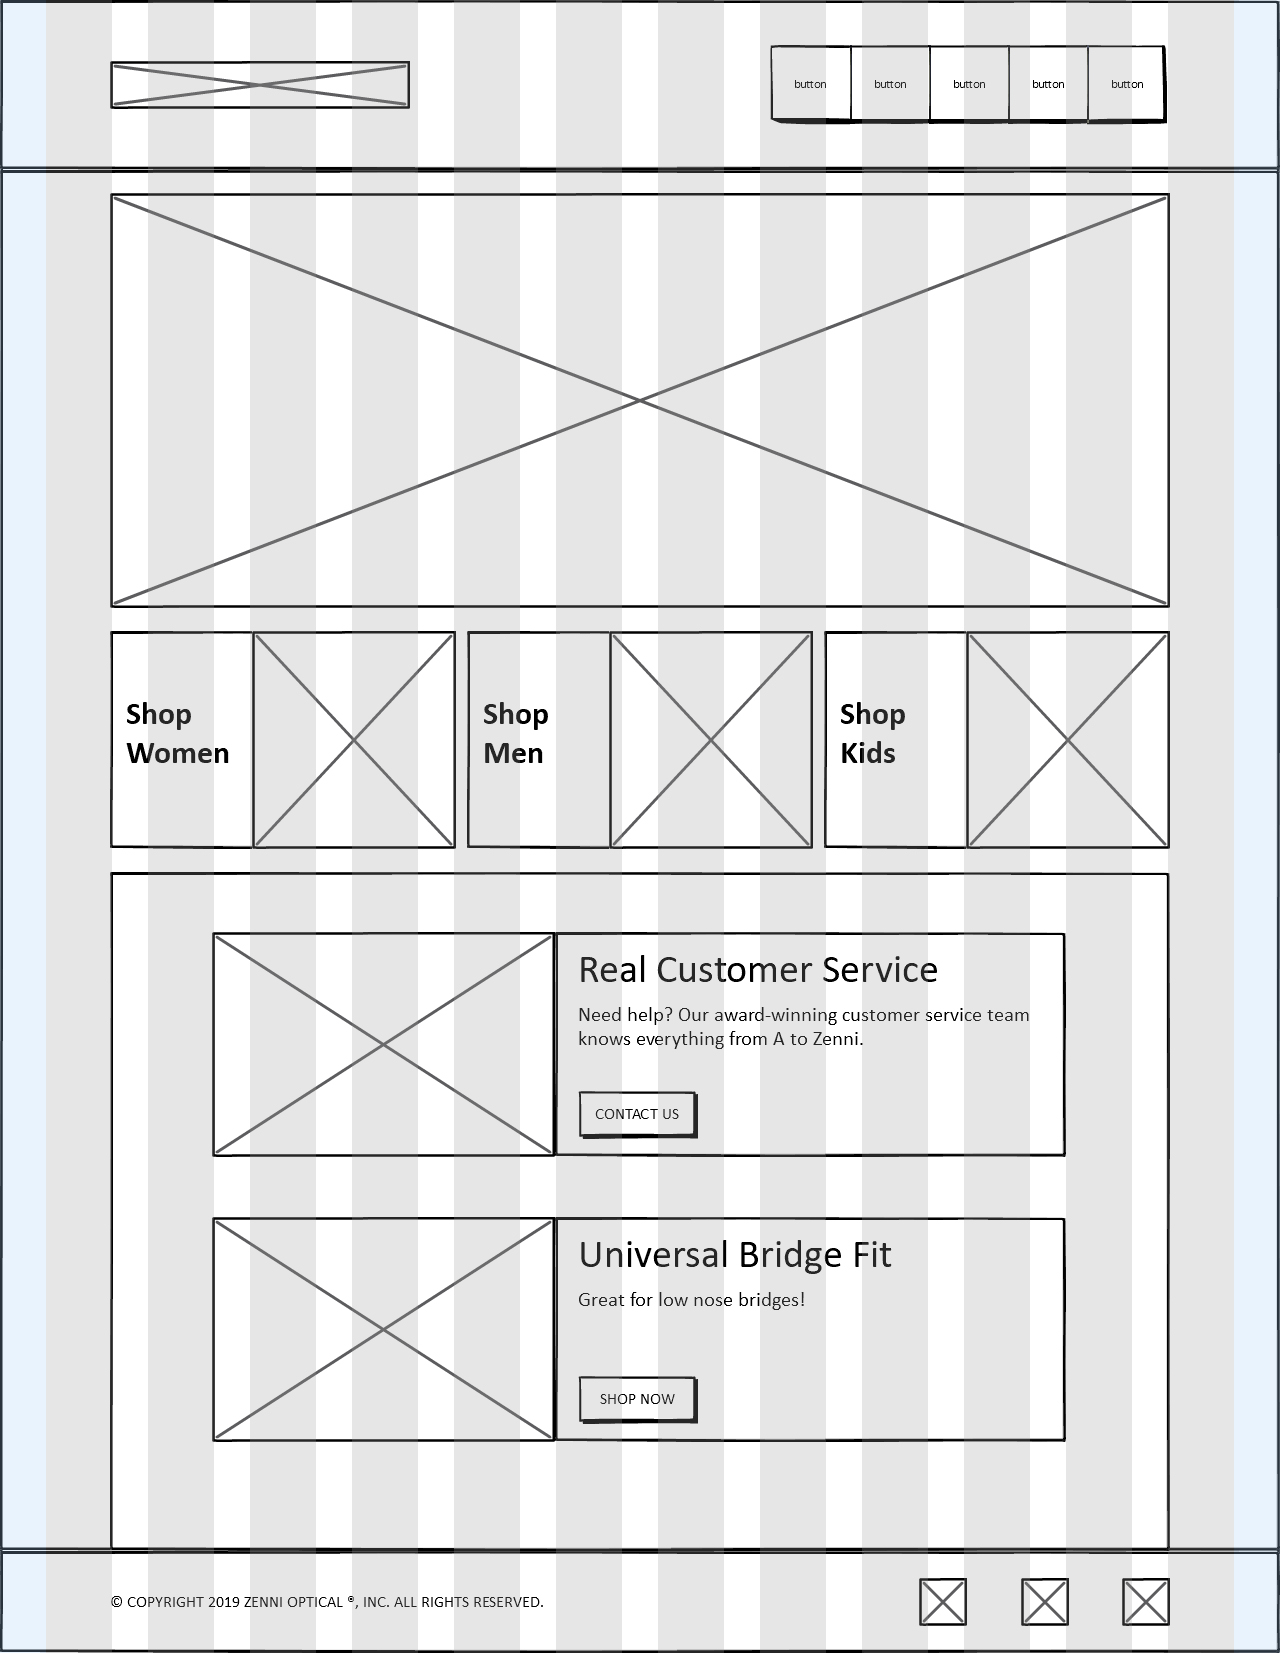 button button button button button
Shop
Women
Shop
Men
Shop
Kids
Real Customer Service
Need help? Our award-winning customer service team
knows everything from A to Zenni.
CONTACT US
Universal Bridge Fit
Great for low nose bridges!
SHOP NOW
© COPYRIGHT 2019 ZENNI OPTICAL ®, INC. ALL RIGHTS RESERVED.